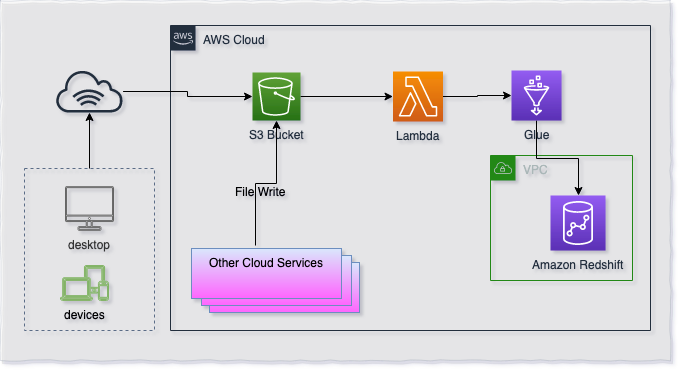 aws
AWS Cloud
S3 Bucket
Lambda
Glue
VPC
File Write
desktop
Other Cloud Services
Amazon Redshift
devices